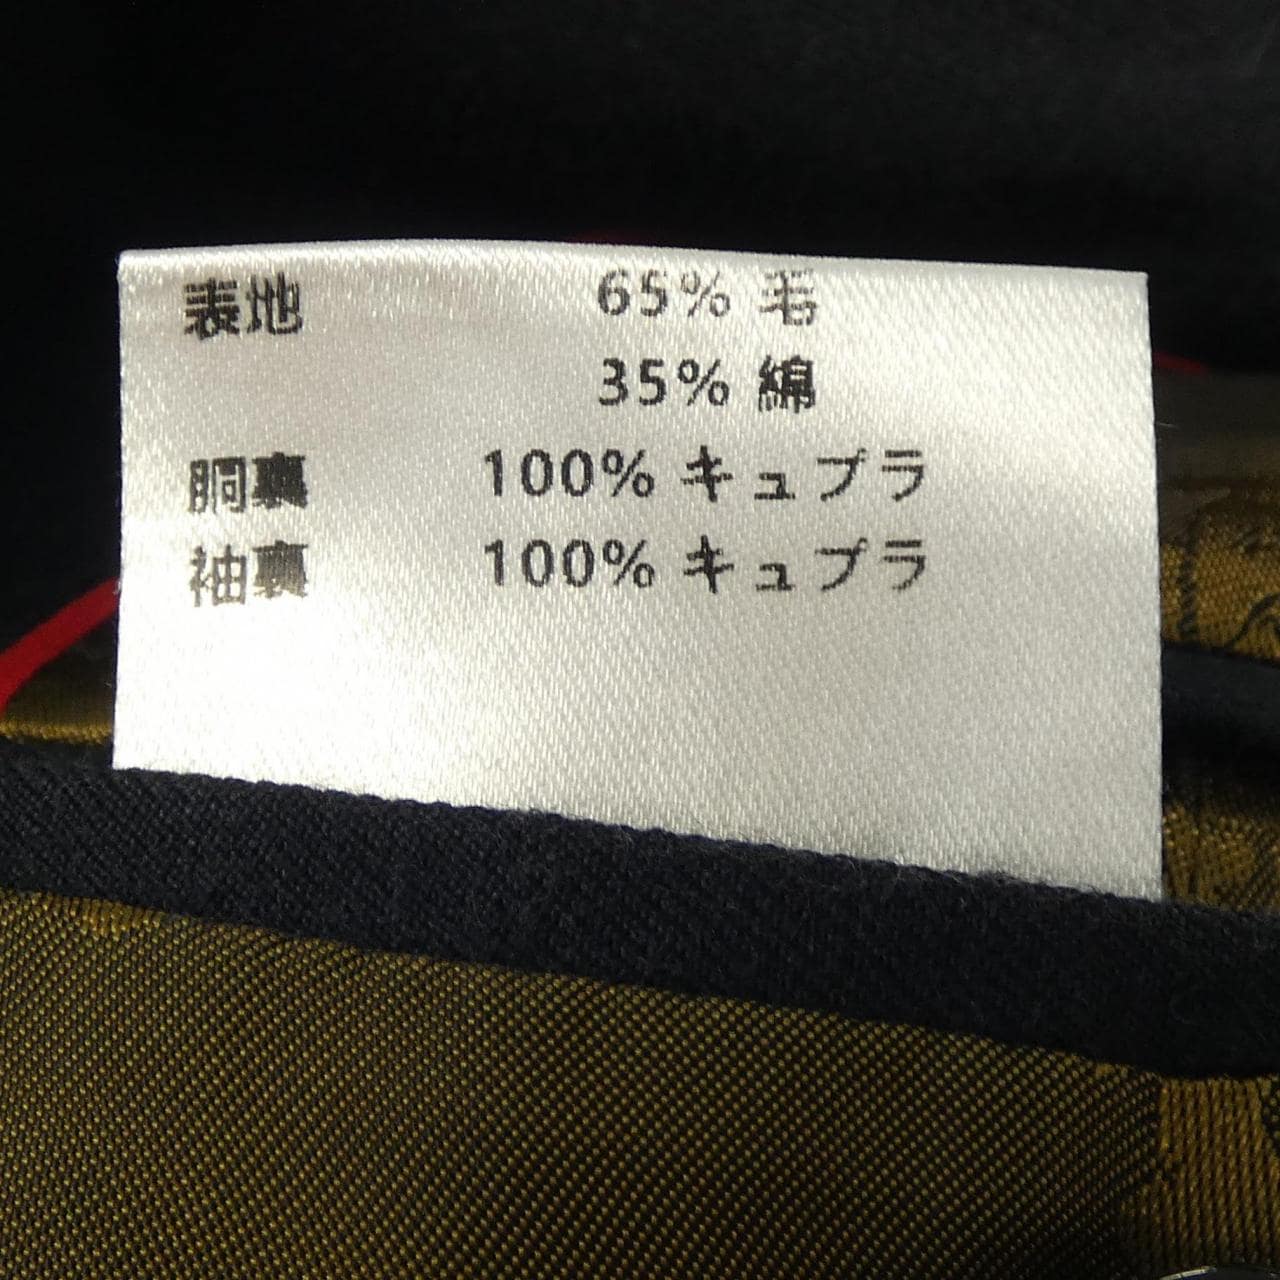 表地 65% 毛
35% 綿
胴裏 100% キュプラ
袖裏 100% キュプラ